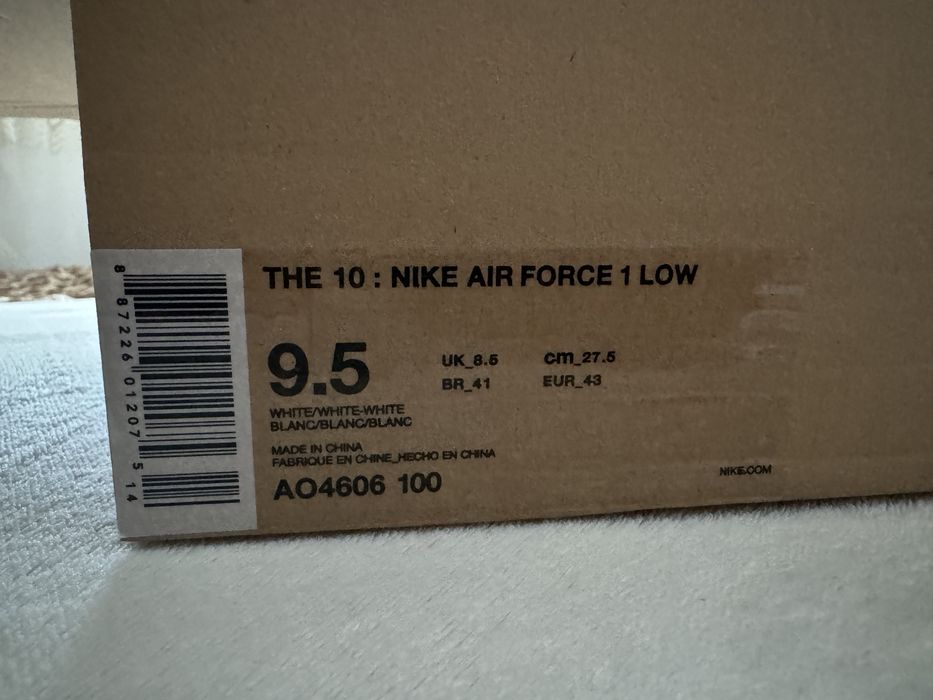 8 87226 01207 5 14
THE 10 : NIKE AIR FORCE 1 LOW
9.5
UK_8.5 cm_27.5
BR_41 EUR_43
WHITE/WHITE-WHITE
BLANC/BLANC/BLANC
MADE IN CHINA
FABRIQUE EN CHINE_HECHO EN CHINA
AO4606 100
NIKE.COM